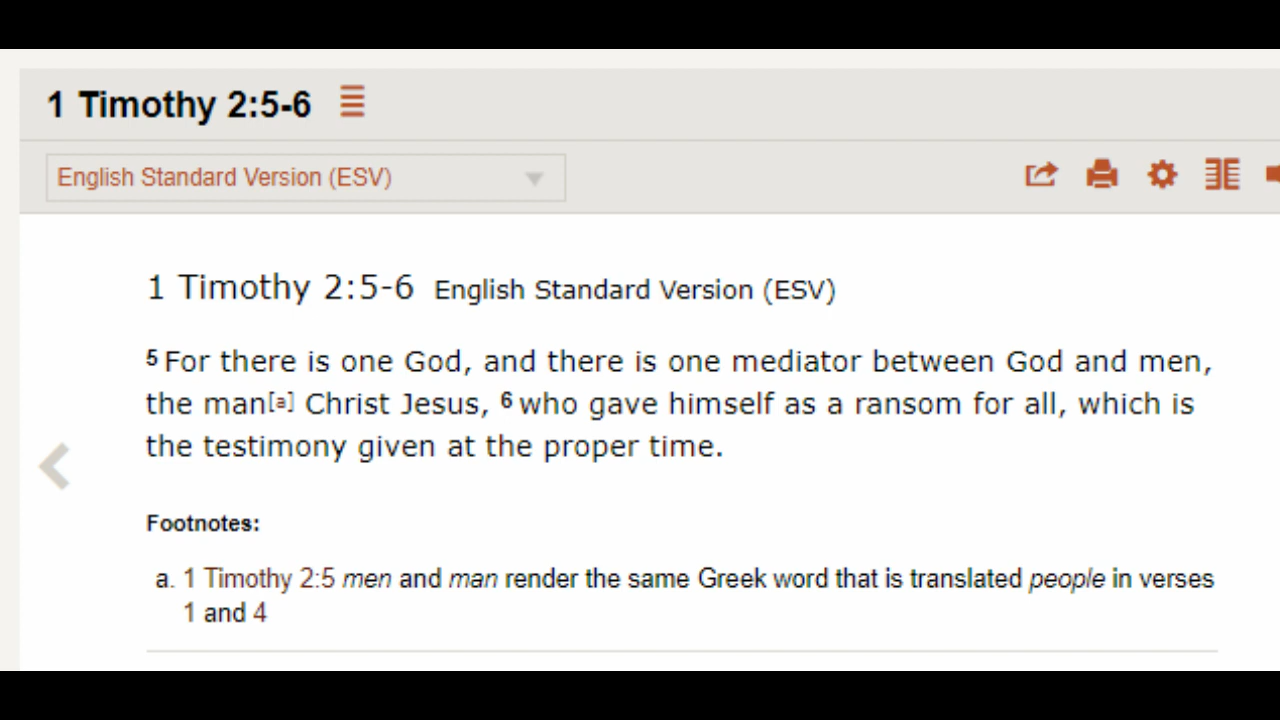 1 Timothy 2:5-6
English Standard Version (ESV)
1 Timothy 2:5-6 English Standard Version (ESV)
5 For there is one God, and there is one mediator between God and men,
the man[a] Christ Jesus, 6 who gave himself as a ransom for all, which is
the testimony given at the proper time.
Footnotes:
a. 1 Timothy 2:5 men and man render the same Greek word that is translated people in verses
1 and 4